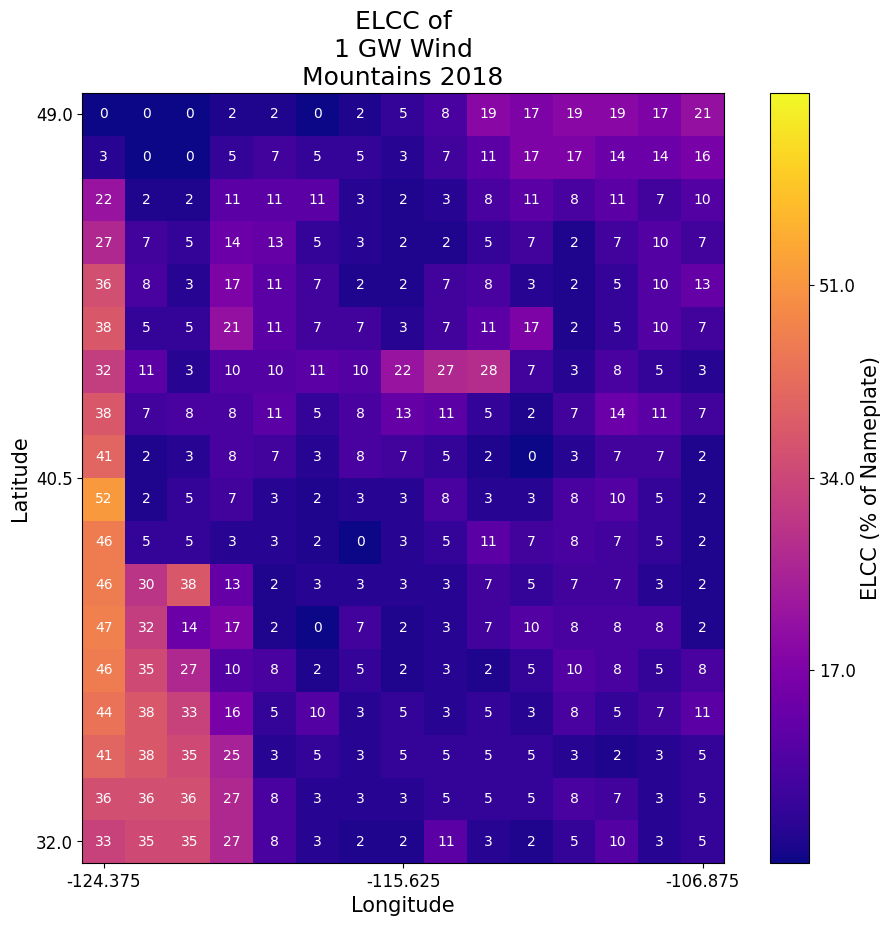 ELCC of
1 GW Wind
Mountains 2018
49.0
0 0 0 2 2 0 2 5 8 19 17 19 19 17 21
3 0 0 5 7 5 5 3 7 11 17 17 14 14 16
22 2 2 11 11 11 3 2 3 8 11 8 11 7 10
27 7 5 14 13 5 3 2 2 5 7 2 7 10 7
36 8 3 17 11 7 2 2 7 8 3 2 5 10 13
38 5 5 21 11 7 7 3 7 11 17 2 5 10 7
32 11 3 10 10 11 10 22 27 28 7 3 8 5 3
38 7 8 8 11 5 8 13 11 5 2 7 14 11 7
41 2 3 8 7 3 8 7 5 2 0 3 7 7 2
40.5
52 2 5 7 3 2 3 3 8 3 3 8 10 5 2
46 5 5 3 3 2 0 3 5 11 7 8 7 5 2
46 30 38 13 2 3 3 3 3 7 5 7 7 3 2
47 32 14 17 2 0 7 2 3 7 10 8 8 8 2
46 35 27 10 8 2 5 2 3 2 5 10 8 5 8
44 38 33 16 5 10 3 5 3 5 3 8 5 7 11
41 38 35 25 3 5 3 5 5 5 5 3 2 3 5
36 36 36 27 8 3 3 3 5 5 5 8 7 3 5
32.0
33 35 35 27 8 3 2 2 11 3 2 5 10 3 5
-124.375
-115.625
-106.875
Longitude
Latitude
51.0
34.0
17.0
ELCC (% of Nameplate)